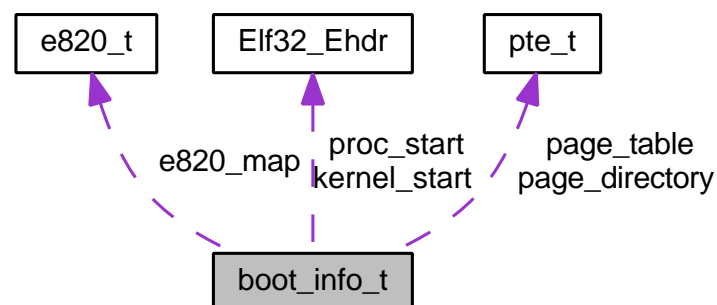 e820_t
Elf32_Ehdr
pte_t
e820_map
proc_start
kernel_start
page_table
page_directory
boot_info_t